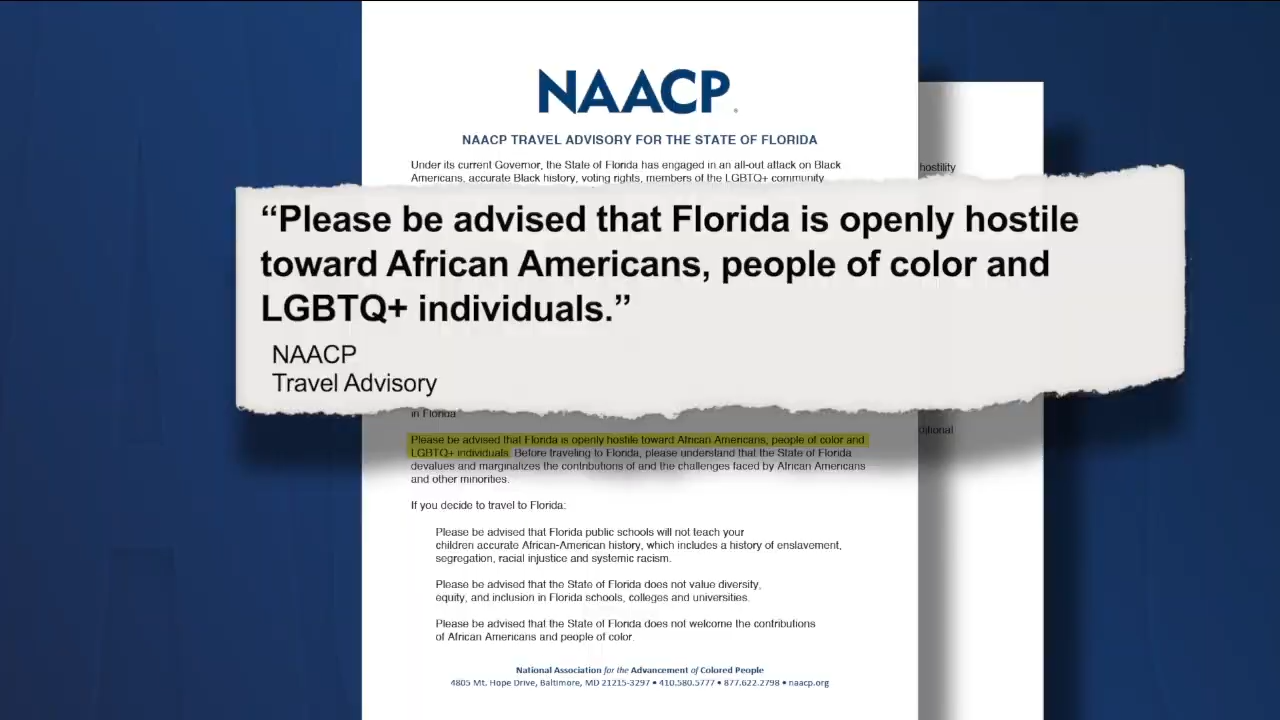 NAACP
NAACP TRAVEL ADVISORY FOR THE STATE OF FLORIDA
Under its current Governor, the State of Florida has engaged in an all-out attack on Black
Americans, accurate Black history, voting rights, members of the LGBTQ+ community
hostility
“Please be advised that Florida is openly hostile
toward African Americans, people of color and
LGBTQ+ individuals.”
NAACP
Travel Advisory
in Florida
ditional
Please be advised that Florida is openly hostile toward African Americans, people of color and
LGBTQ+ individuals. Before traveling to Florida, please understand that the State of Florida
devalues and marginalizes the contributions of and the challenges faced by African Americans
and other minorities.
If you decide to travel to Florida:
Please be advised that Florida public schools will not teach your
children accurate African-American history, which includes a history of enslavement,
segregation, racial injustice and systemic racism.
Please be advised that the State of Florida does not value diversity,
equity, and inclusion in Florida schools, colleges and universities.
Please be advised that the State of Florida does not welcome the contributions
of African Americans and people of color.
National Association for the Advancement of Colored People
4805 Mt. Hope Drive, Baltimore, MD 21215-3297 • 410.580.5777 • 877.622.2798 • naacp.org